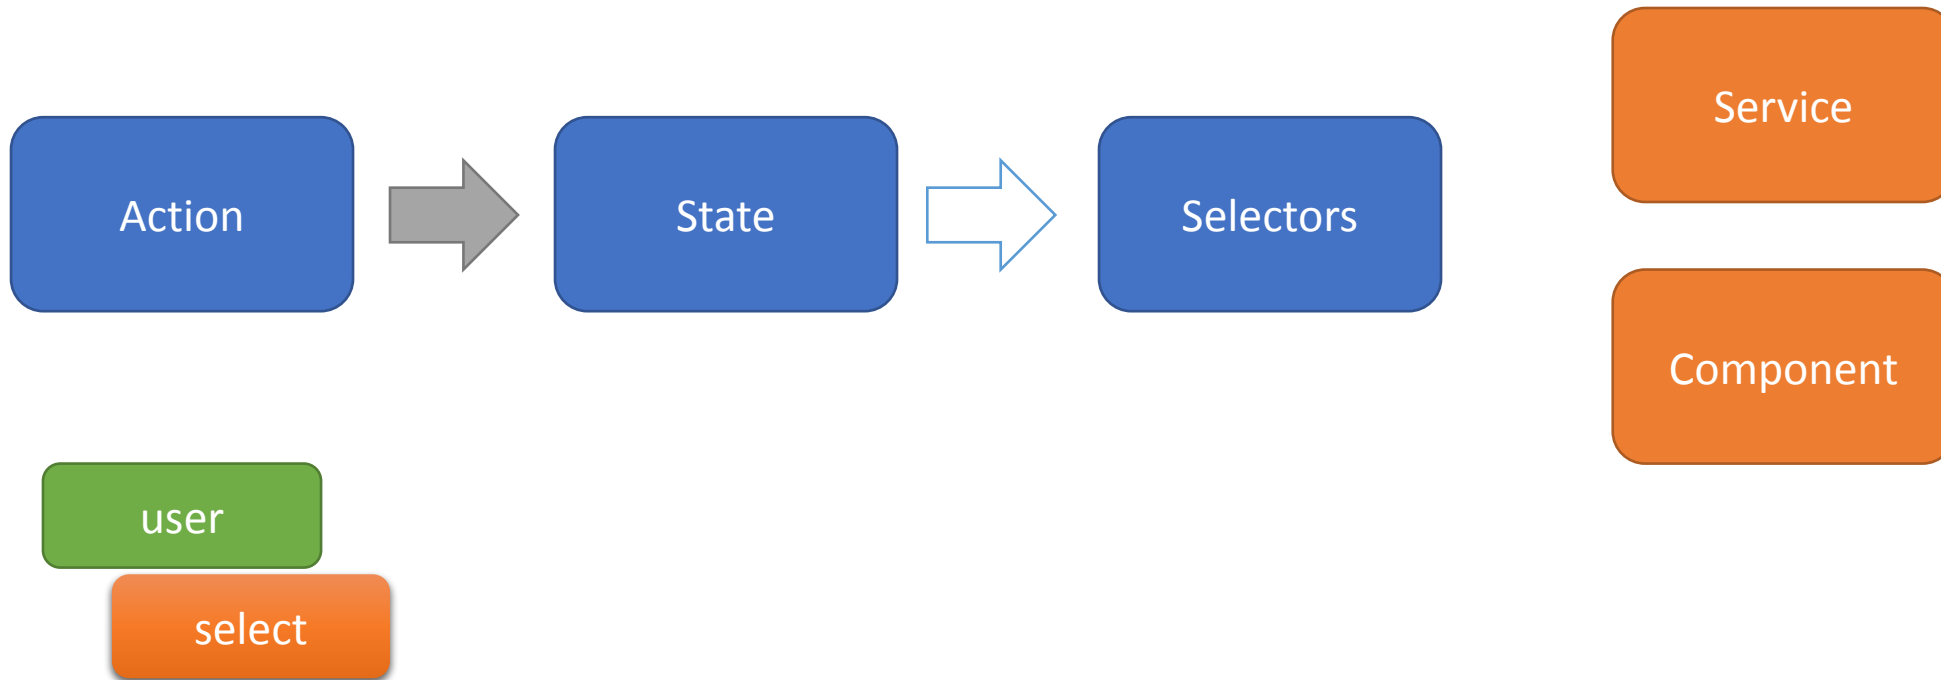 Service
Action
State
Selectors
Component
user
select